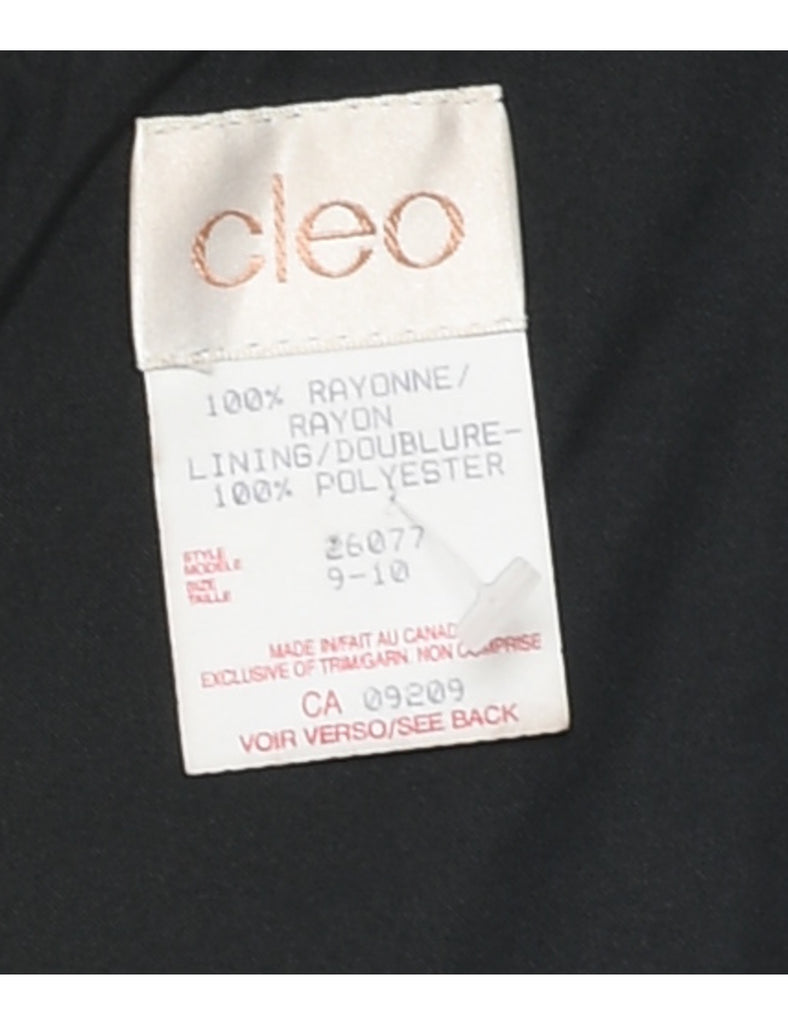 cleo
100% RAYONNE/
RAYON
LINING/DOUBLURE-
100% POLYESTER
STYLE
MODELE
26077
SIZE
TAILLE
9-10
MADE IN/FAIT AU CANAD
EXCLUSIVE OF TRIM/GARN. NON COMPRISE
CA 09209
VOIR VERSO/SEE BACK